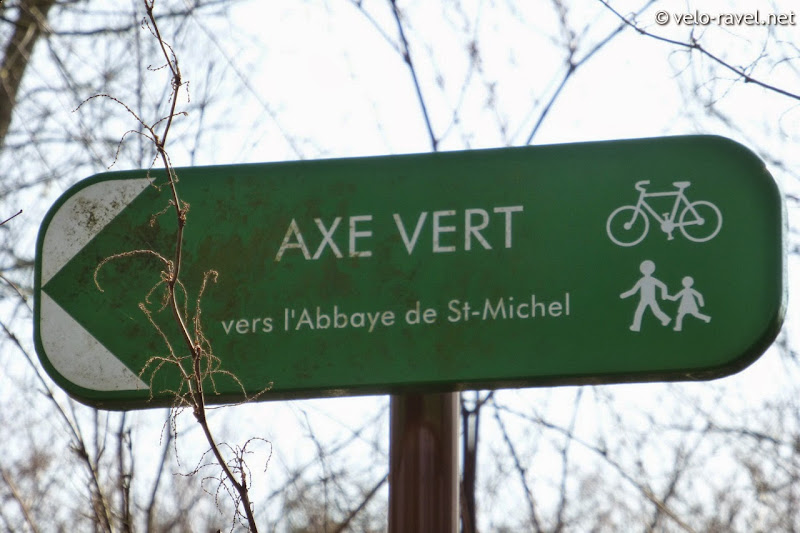 © velo-ravel.net
AXE VERT
vers l'Abbaye de St-Michel